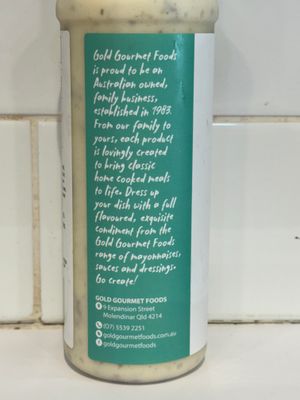 Gold Gourmet Foods
is proud to be an
Australian owned,
family business,
established in 1983.
From our family to
yours, each product
is lovingly created
to bring classic
home cooked meals
to life. Dress up
your dish with a full
flavoured, exquisite
condiment from the
Gold Gourmet Foods
range of mayonnaises,
sauces and dressings.
Go create!
GOLD GOURMET FOODS
9 Expansion Street
Molendinar Qld 4214
(07) 5539 2251
goldgourmetfoods.com.au
goldgourmetfoods